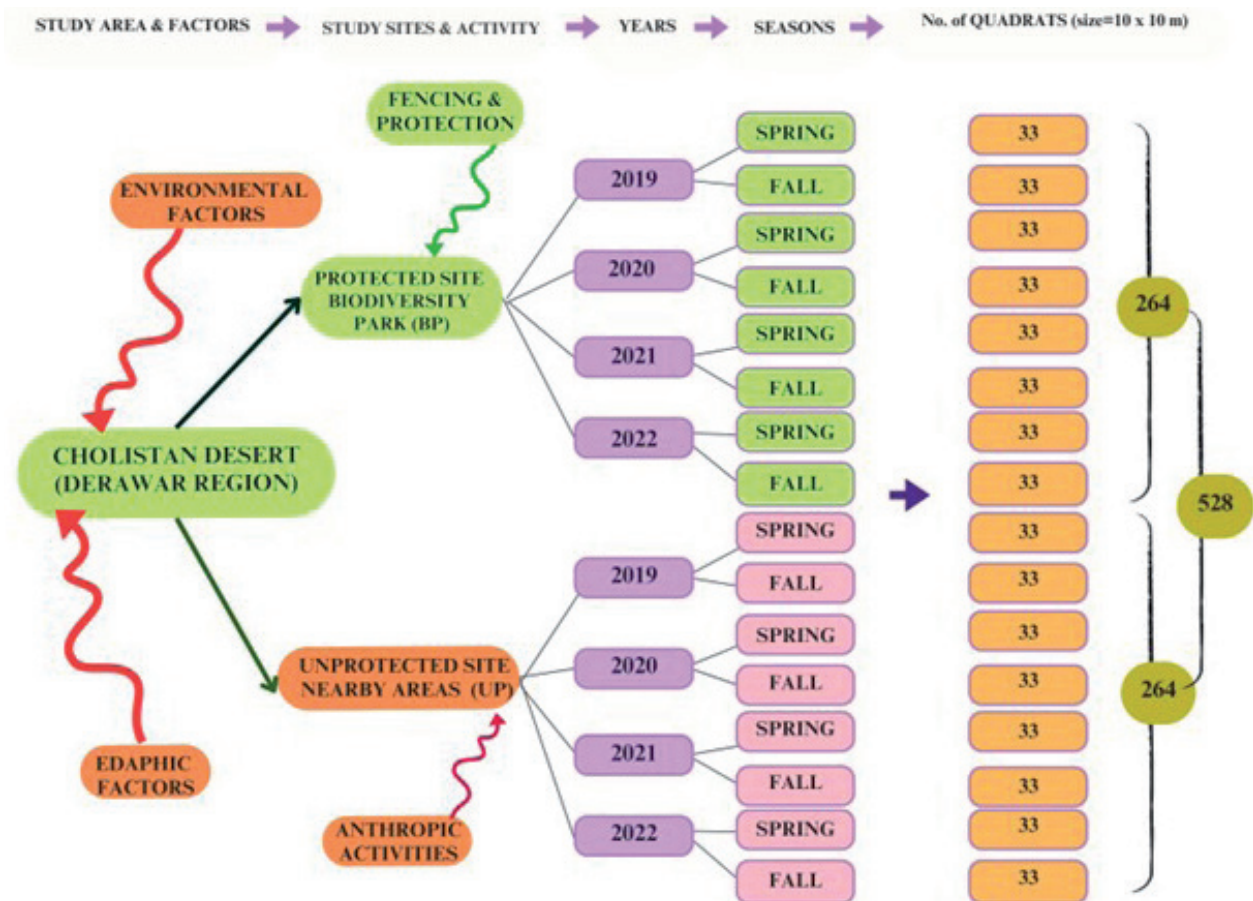 STUDY AREA & FACTORS
STUDY SITES & ACTIVITY
YEARS
SEASONS
No. of QUADRATS (size=10 x 10 m)
FENCING &
PROTECTION
ENVIRONMENTAL
FACTORS
PROTECTED SITE
BIODIVERSITY
PARK (BP)
CHOLISTAN DESERT
(DERAWAR REGION)
UNPROTECTED SITE
NEARBY AREAS (UP)
EDAPHIC
FACTORS
ANTHROPIC
ACTIVITIES
2019
SPRING
33
FALL
33
2020
SPRING
33
FALL
33
2021
SPRING
33
FALL
33
2022
SPRING
33
FALL
33
264
2019
SPRING
33
FALL
33
2020
SPRING
33
FALL
33
2021
SPRING
33
FALL
33
2022
SPRING
33
FALL
33
264
528